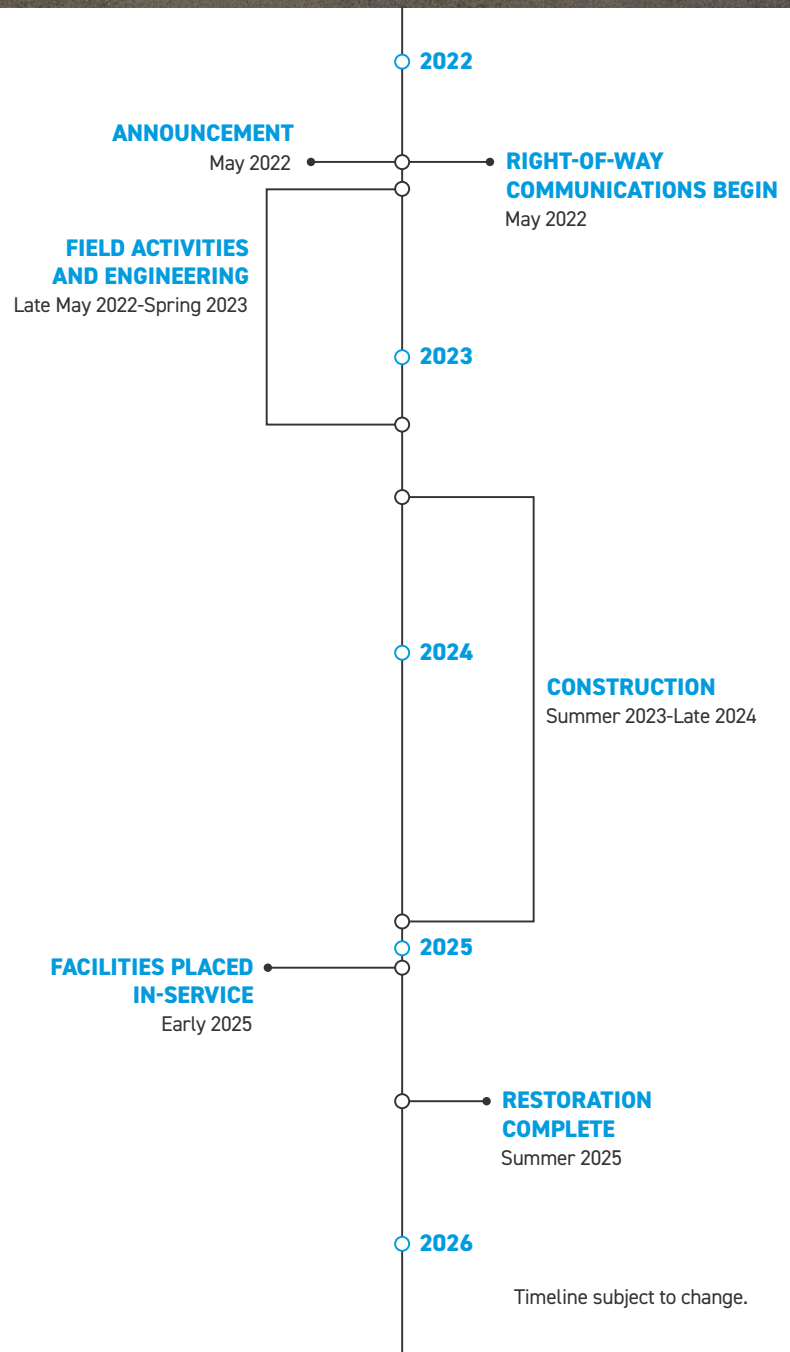 2022
ANNOUNCEMENT
May 2022
RIGHT-OF-WAY
COMMUNICATIONS BEGIN
May 2022
FIELD ACTIVITIES
AND ENGINEERING
Late May 2022-Spring 2023
2023
2024
CONSTRUCTION
Summer 2023-Late 2024
2025
FACILITIES PLACED
IN-SERVICE
Early 2025
RESTORATION
COMPLETE
Summer 2025
2026
Timeline subject to change.